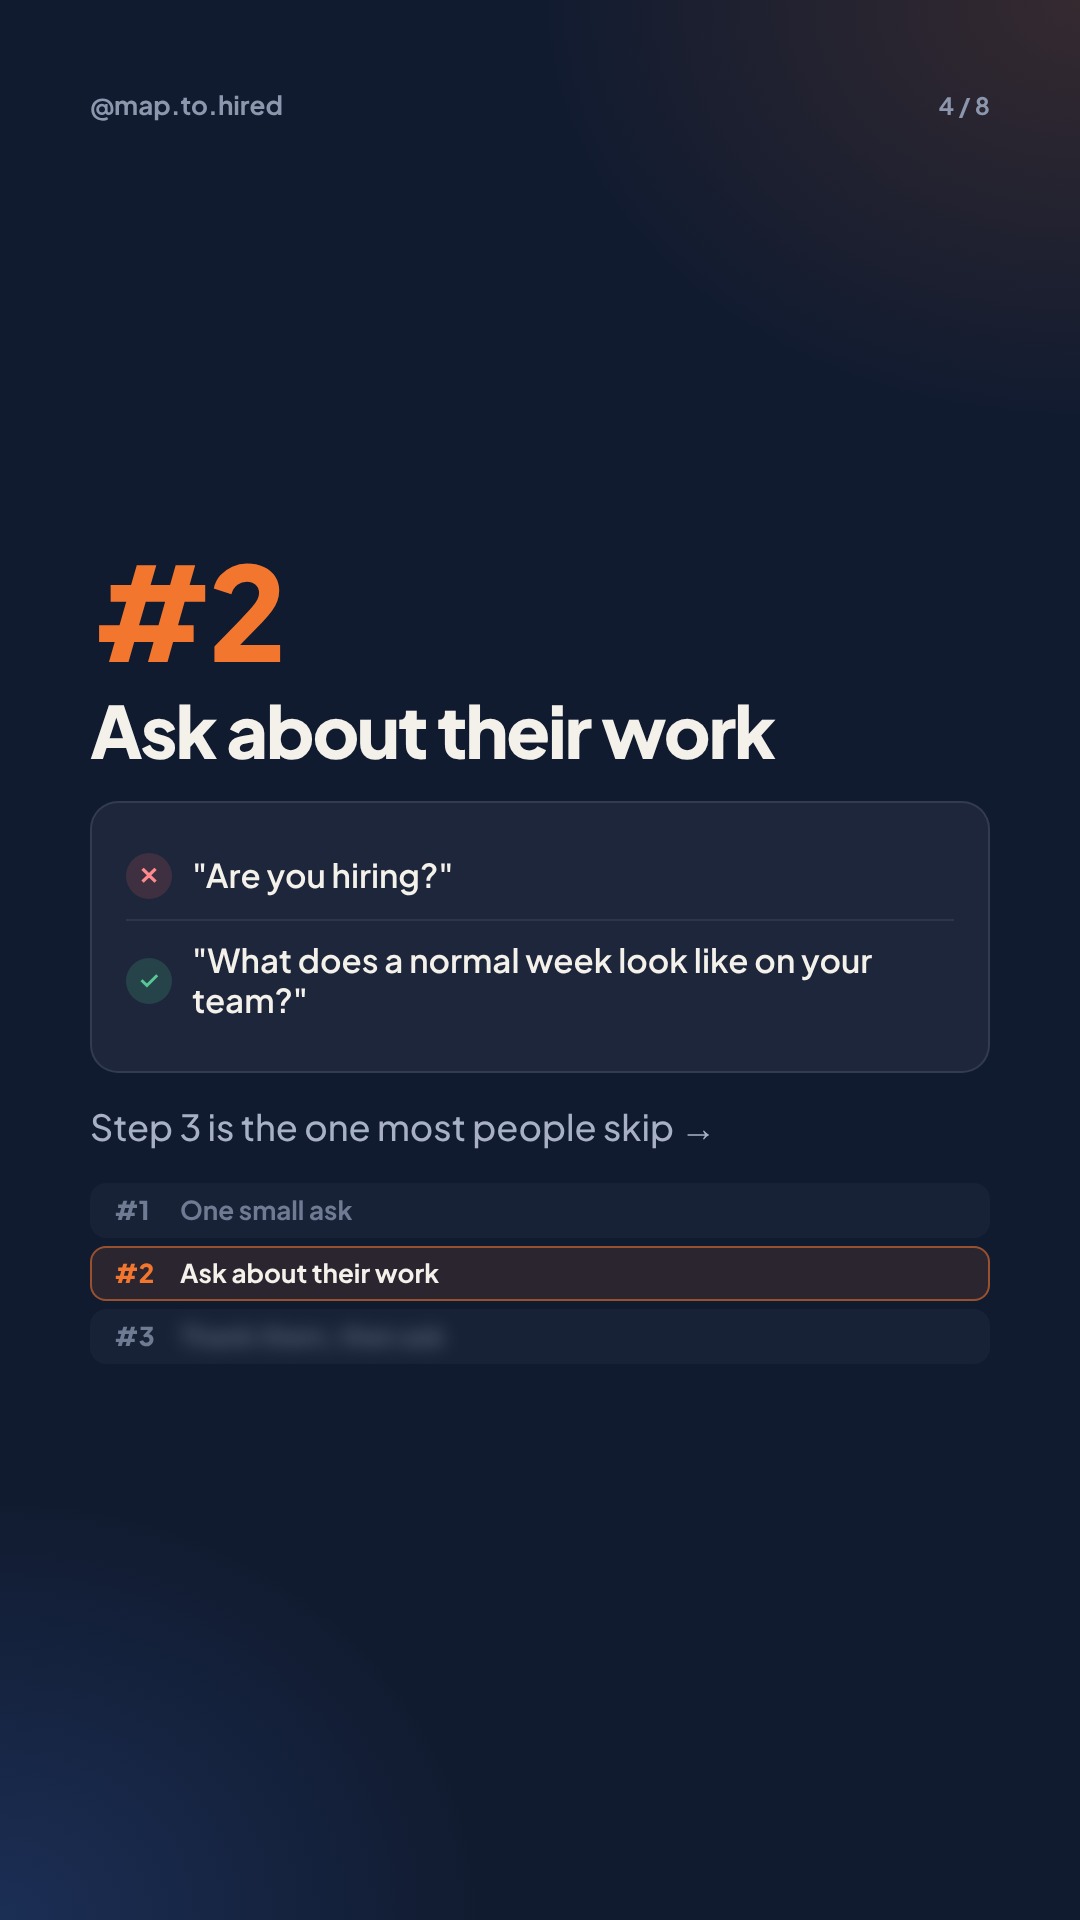 @map.to.hired
4 / 8
#2
Ask about their work
"Are you hiring?"
"What does a normal week look like on your
team?"
Step 3 is the one most people skip →
#1 One small ask
#2 Ask about their work
#3